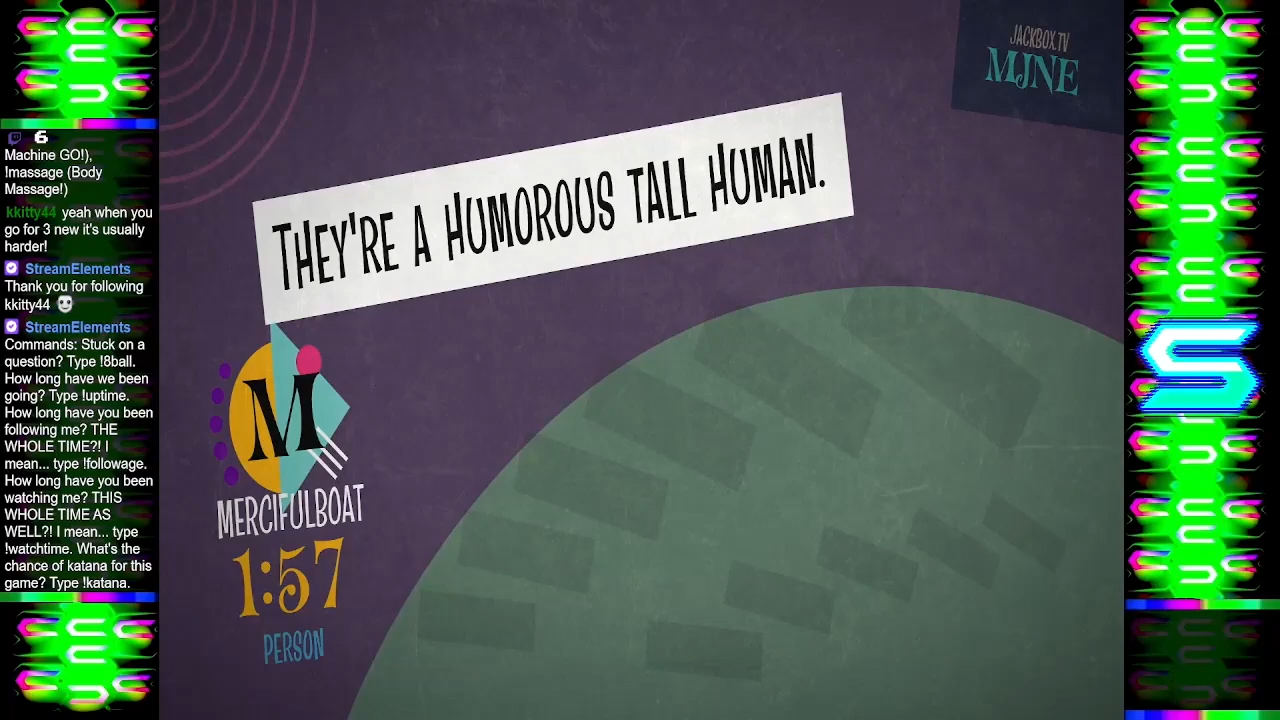 6
Machine GO!),
!massage (Body
Massage!)
kkitty44 yeah when you
go for 3 new it's usually
harder!
StreamElements
Thank you for following
kkitty44
StreamElements
Commands: Stuck on a
question? Type !8ball.
How long have we been
going? Type !uptime.
How long have you been
following me? THE
WHOLE TIME?! I
mean... type !followage.
How long have you been
watching me? THIS
WHOLE TIME AS
WELL?! I mean... type
!watchtime. What's the
chance of katana for this
game? Type !katana.
JACKBOX.TV
MJNE
THEY'RE A HUMOROUS TALL HUMAN.
M
MERCIFULBOAT
1:57
PERSON
S